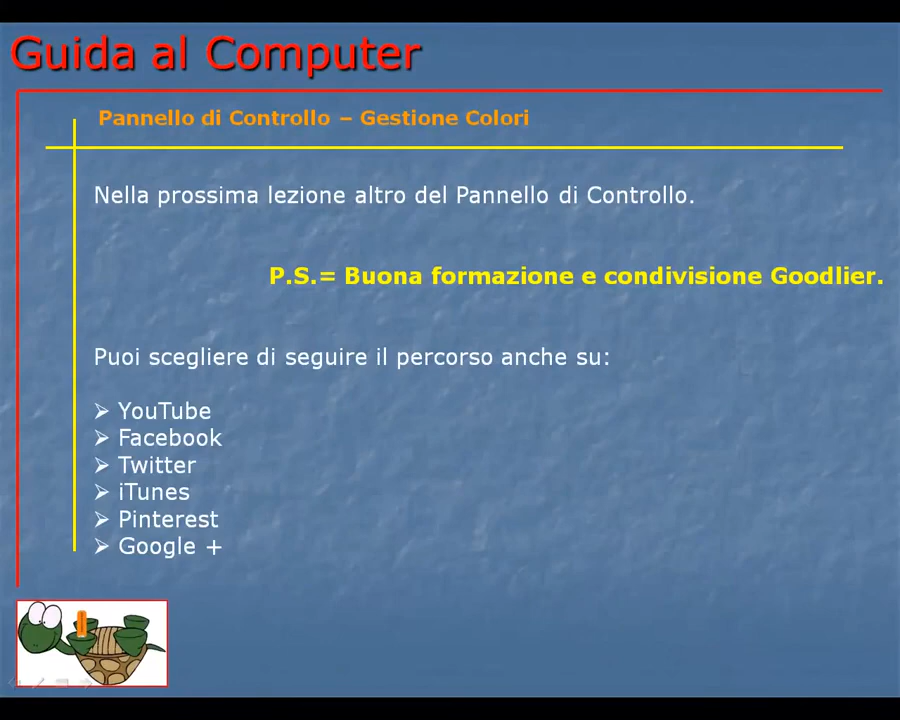 Guida al Computer
Pannello di Controllo – Gestione Colori
Nella prossima lezione altro del Pannello di Controllo.
P.S.= Buona formazione e condivisione Goodlier.
Puoi scegliere di seguire il percorso anche su:
➢ YouTube
➢ Facebook
➢ Twitter
➢ iTunes
➢ Pinterest
➢ Google +